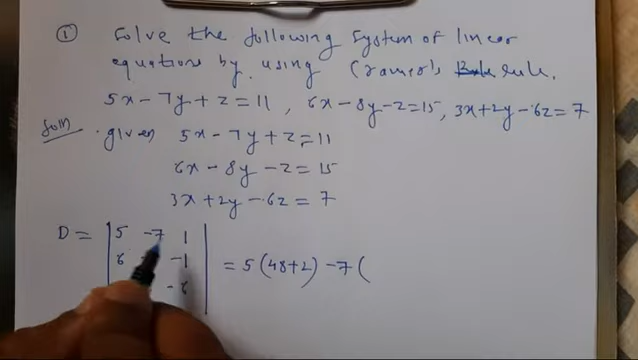 ① Solve the following system of linear
equations by using Cramer's rule.
5x - 7y + z = 11 , 6x - 8y - z = 15, 3x + 2y - 6z = 7
Soln . given 5x - 7y + z = 11
6x - 8y - z = 15
3x + 2y - 6z = 7
D = | 5 -7 1 |
6 -1 = 5(48+2) - 7(
-6